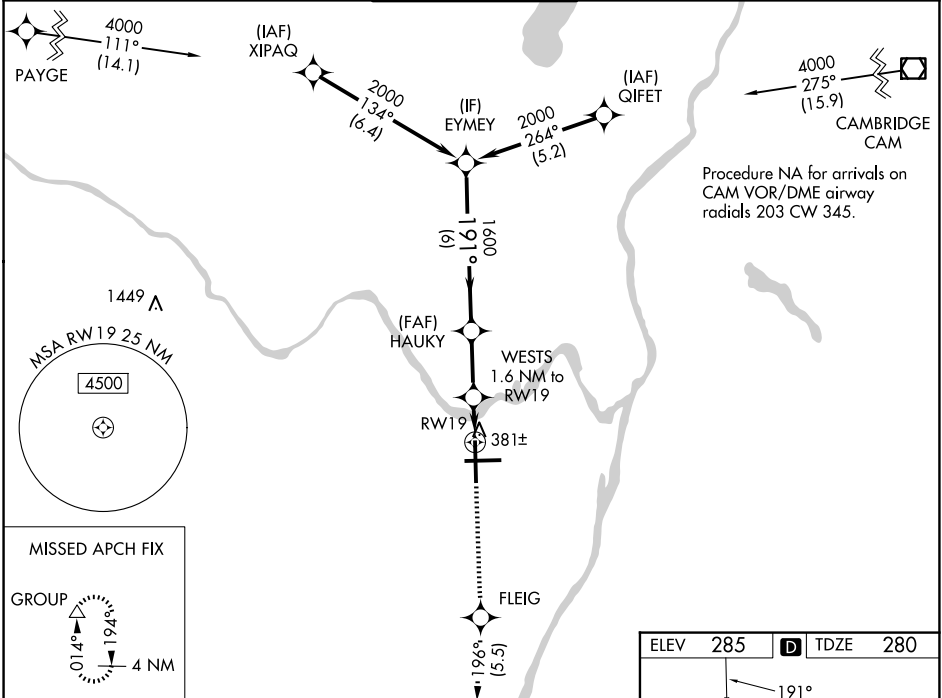 4000
111°
(14.1)
PAYGE
(IAF)
XIPAQ
2000
134°
(6.4)
(IF)
EYMEY
2000
264°
(5.2)
(IAF)
QIFET
4000
275°
(15.9)
CAMBRIDGE
CAM
Procedure NA for arrivals on
CAM VOR/DME airway
radials 203 CW 345.
1600
191°
(6)
1449
MSA RW19 25 NM
4500
(FAF)
HAUKY
WESTS
1.6 NM to
RW19
RW19
381±
MISSED APCH FIX
GROUP
014°
194°
4 NM
FLEIG
196°
(5.5)
ELEV 285 D TDZE 280
191°